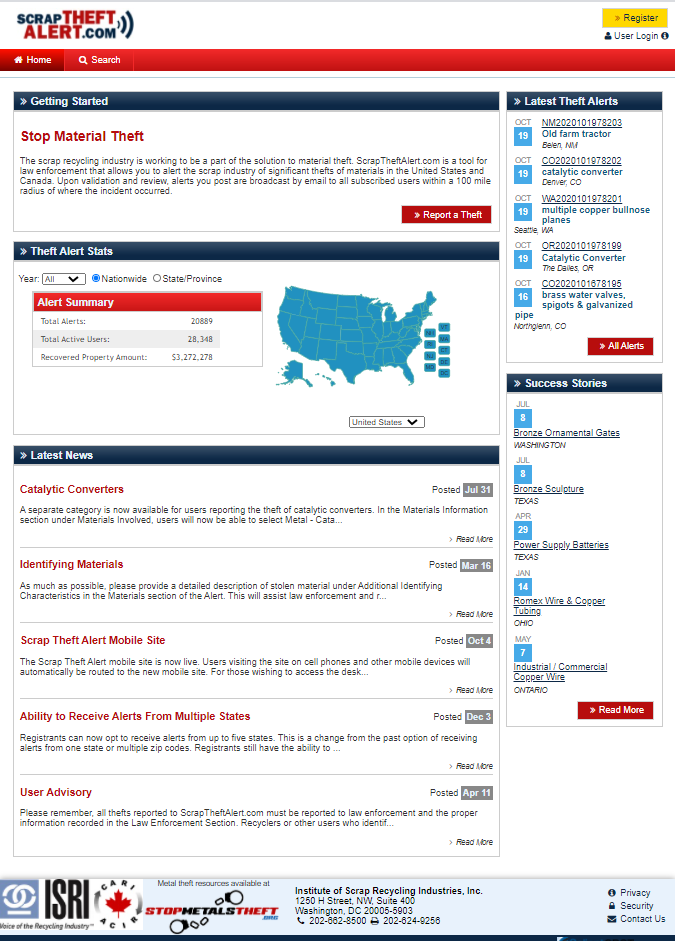 SCRAP THEFT
ALERT.COM
» Register
User Login
Home
Search
» Getting Started
Stop Material Theft
The scrap recycling industry is working to be a part of the solution to material theft. ScrapTheftAlert.com is a tool for
law enforcement that allows you to alert the scrap industry of significant thefts of materials in the United States and
Canada. Upon validation and review, alerts you post are broadcast by email to all subscribed users within a 100 mile
radius of where the incident occurred.
» Report a Theft
» Theft Alert Stats
Year: All Nationwide State/Province
Alert Summary
Total Alerts: 20889
Total Active Users: 28,348
Recovered Property Amount: $3,272,278
United States
» Latest News
Catalytic Converters Posted Jul 31
A separate category is now available for users reporting the theft of catalytic converters. In the Materials Information
section under Materials Involved, users will now be able to select Metal - Cata...
› Read More
Identifying Materials Posted Mar 16
As much as possible, please provide a detailed description of stolen material under Additional Identifying
Characteristics in the Materials section of the Alert. This will assist law enforcement and r...
› Read More
Scrap Theft Alert Mobile Site Posted Oct 4
The Scrap Theft Alert mobile site is now live. Users visiting the site on cell phones and other mobile devices will
automatically be routed to the new mobile site. For those wishing to access the desk...
› Read More
Ability to Receive Alerts From Multiple States Posted Dec 3
Registrants can now opt to receive alerts from up to five states. This is a change from the past option of receiving
alerts from one state or multiple zip codes. Registrants still have the ability to ...
› Read More
User Advisory Posted Apr 11
Please remember, all thefts reported to ScrapTheftAlert.com must be reported to law enforcement and the proper
information recorded in the Law Enforcement Section. Recyclers or other users who identif...
› Read More
» Latest Theft Alerts
OCT NM2020101978203
19 Old farm tractor
Belen, NM
OCT CO2020101978202
19 catalytic converter
Denver, CO
OCT WA2020101978201
19 multiple copper bullnose
planes
Seattle, WA
OCT OR2020101978199
19 Catalytic Converter
The Dalles, OR
OCT CO2020101678195
16 brass water valves,
spigots & galvanized
pipe
Northglenn, CO
» All Alerts
» Success Stories
JUL
8
Bronze Ornamental Gates
WASHINGTON
JUL
8
Bronze Sculpture
TEXAS
APR
29
Power Supply Batteries
TEXAS
JAN
14
Romex Wire & Copper
Tubing
OHIO
MAY
7
Industrial / Commercial
Copper Wire
ONTARIO
» Read More
ISRI
Voice of the Recycling Industry™
CARI
ACIR
Metal theft resources available at
STOPMETALSTHEFT
.ORG
Institute of Scrap Recycling Industries, Inc.
1250 H Street, NW, Suite 400
Washington, DC 20005-5903
202-662-8500 202-624-9256
Privacy
Security
Contact Us